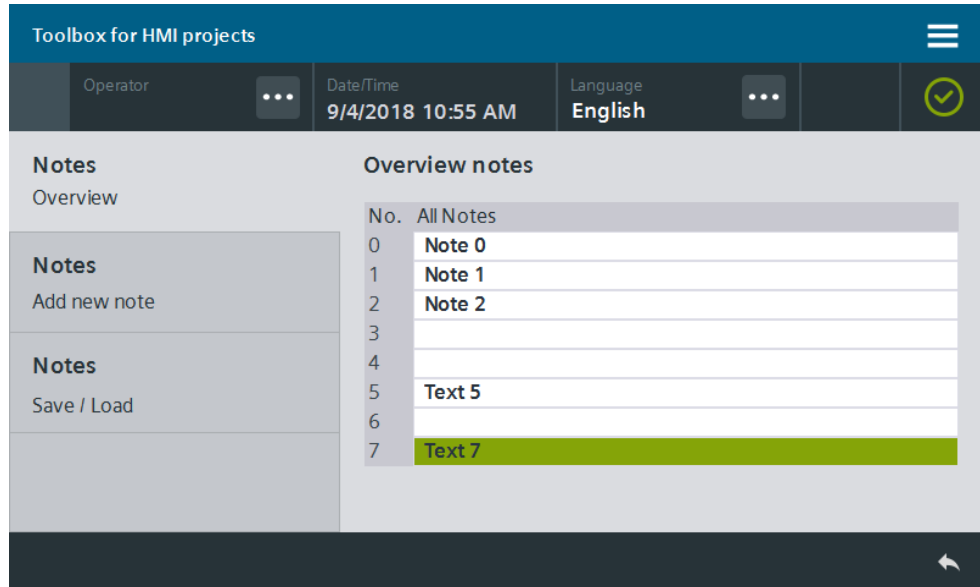 Toolbox for HMI projects
Operator
Date/Time
Language
9/4/2018 10:55 AM
English
Notes
Overview
Notes
Add new note
Notes
Save / Load
Overview notes
No. All Notes
0 Note 0
1 Note 1
2 Note 2
3
4
5 Text 5
6
7 Text 7